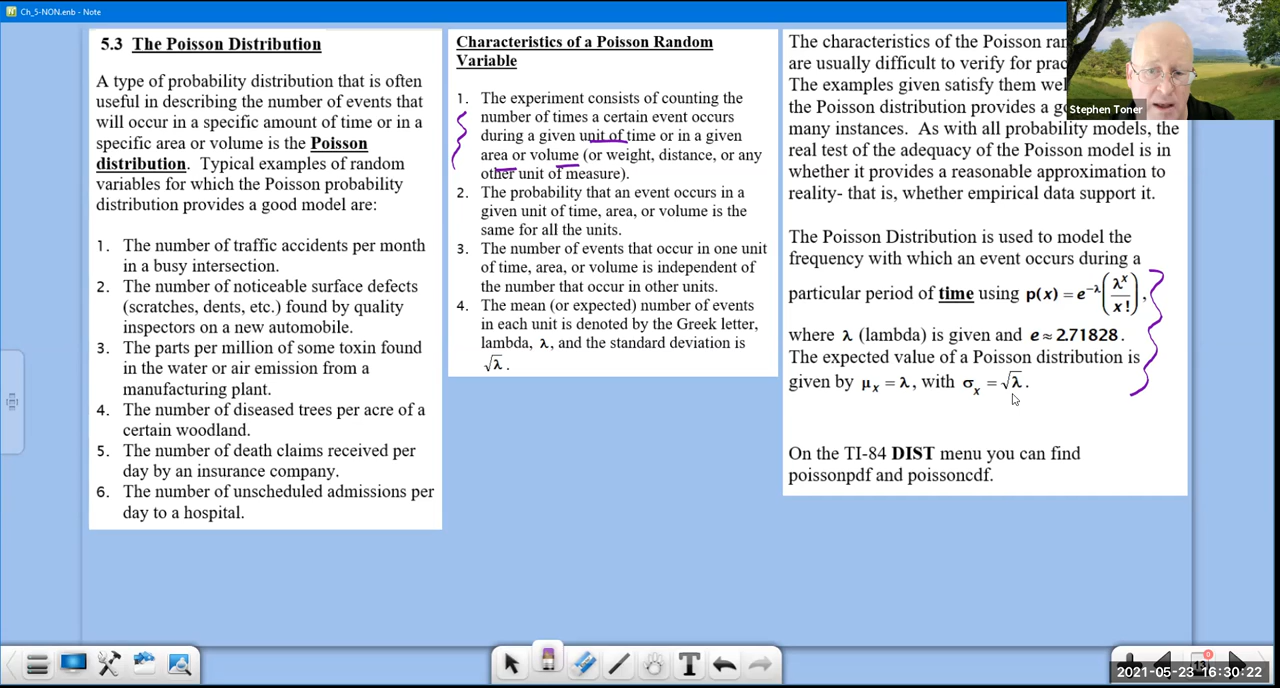 Ch_5-NON.enb - Note
5.3 The Poisson Distribution
A type of probability distribution that is often
useful in describing the number of events that
will occur in a specific amount of time or in a
specific area or volume is the Poisson
distribution. Typical examples of random
variables for which the Poisson probability
distribution provides a good model are:
1. The number of traffic accidents per month
in a busy intersection.
2. The number of noticeable surface defects
(scratches, dents, etc.) found by quality
inspectors on a new automobile.
3. The parts per million of some toxin found
in the water or air emission from a
manufacturing plant.
4. The number of diseased trees per acre of a
certain woodland.
5. The number of death claims received per
day by an insurance company.
6. The number of unscheduled admissions per
day to a hospital.
Characteristics of a Poisson Random
Variable
1. The experiment consists of counting the
number of times a certain event occurs
during a given unit of time or in a given
area or volume (or weight, distance, or any
other unit of measure).
2. The probability that an event occurs in a
given unit of time, area, or volume is the
same for all the units.
3. The number of events that occur in one unit
of time, area, or volume is independent of
the number that occur in other units.
4. The mean (or expected) number of events
in each unit is denoted by the Greek letter,
lambda, λ, and the standard deviation is
√λ.
The characteristics of the Poisson
are usually difficult to verify for
The examples given satisfy them
the Poisson distribution provides a
many instances. As with all probability models, the
real test of the adequacy of the Poisson model is in
whether it provides a reasonable approximation to
reality- that is, whether empirical data support it.
The Poisson Distribution is used to model the
frequency with which an event occurs during a
particular period of time using p(x) = e^-λ (λ^x / x!),
where λ (lambda) is given and e ≈ 2.71828.
The expected value of a Poisson distribution is
given by μx = λ, with σx = √λ.
On the TI-84 DIST menu you can find
poissonpdf and poissoncdf.
Stephen Toner
T
2021-05-23 16:30:22